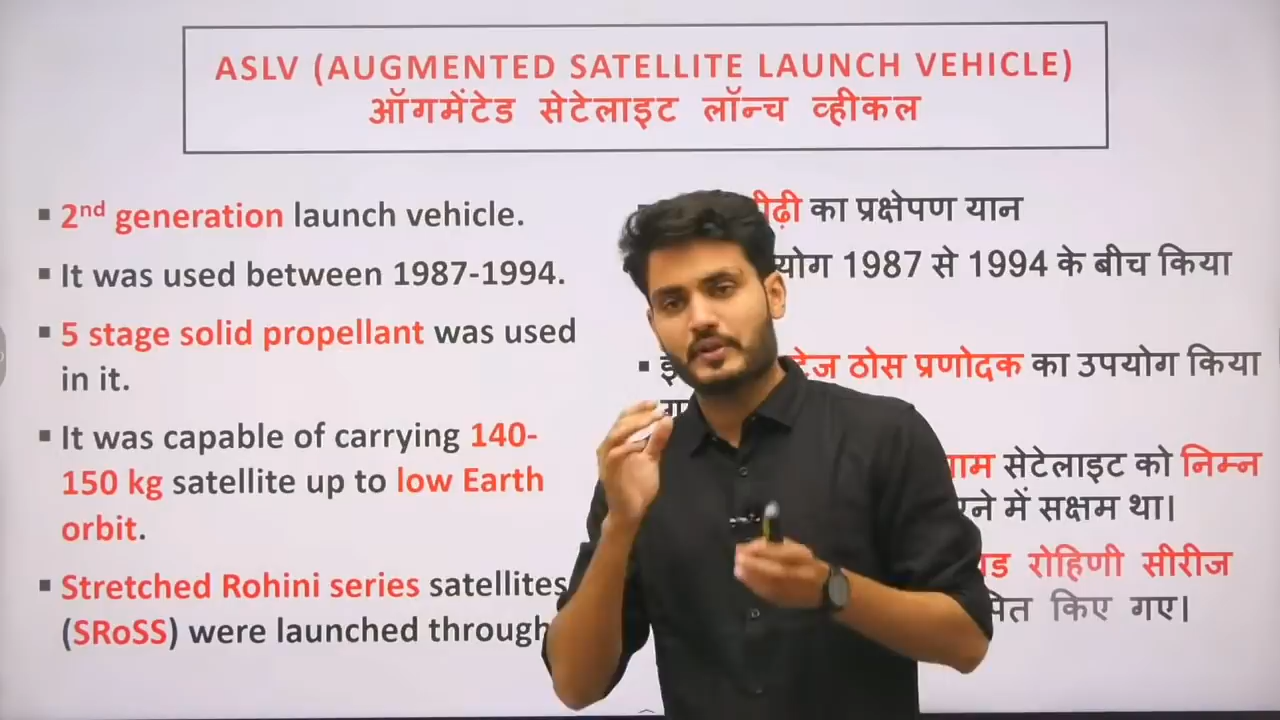 ASLV (AUGMENTED SATELLITE LAUNCH VEHICLE)
ऑगमेंटेड सेटेलाइट लॉन्च व्हीकल
▪ 2nd generation launch vehicle.
▪ It was used between 1987-1994.
▪ 5 stage solid propellant was used
in it.
▪ It was capable of carrying 140-
150 kg satellite up to low Earth
orbit.
▪ Stretched Rohini series satellites
(SRoSS) were launched through
का प्रक्षेपण यान
1987 से 1994 के बीच किया
▪ ठोस प्रणोदक का उपयोग किया
सेटेलाइट को निम्न
में सक्षम था।
रोहिणी सीरीज
किए गए।